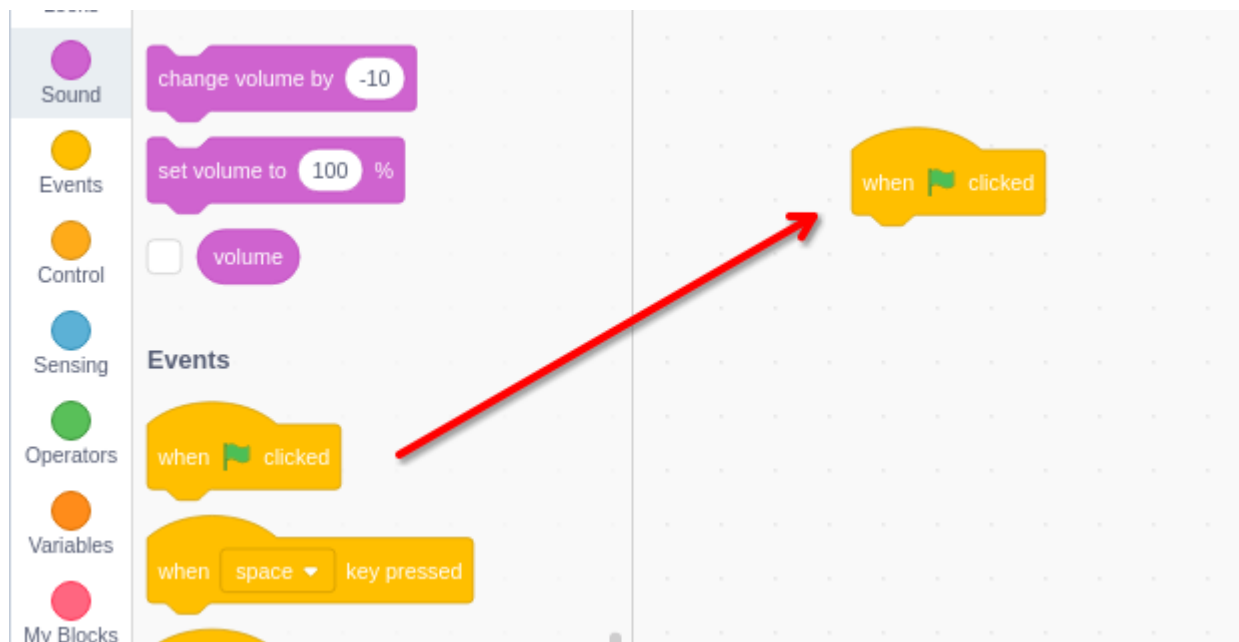 Looks
Sound
Events
Control
Sensing
Operators
Variables
My Blocks
change volume by -10
set volume to 100 %
volume
Events
when clicked
when space key pressed
when clicked